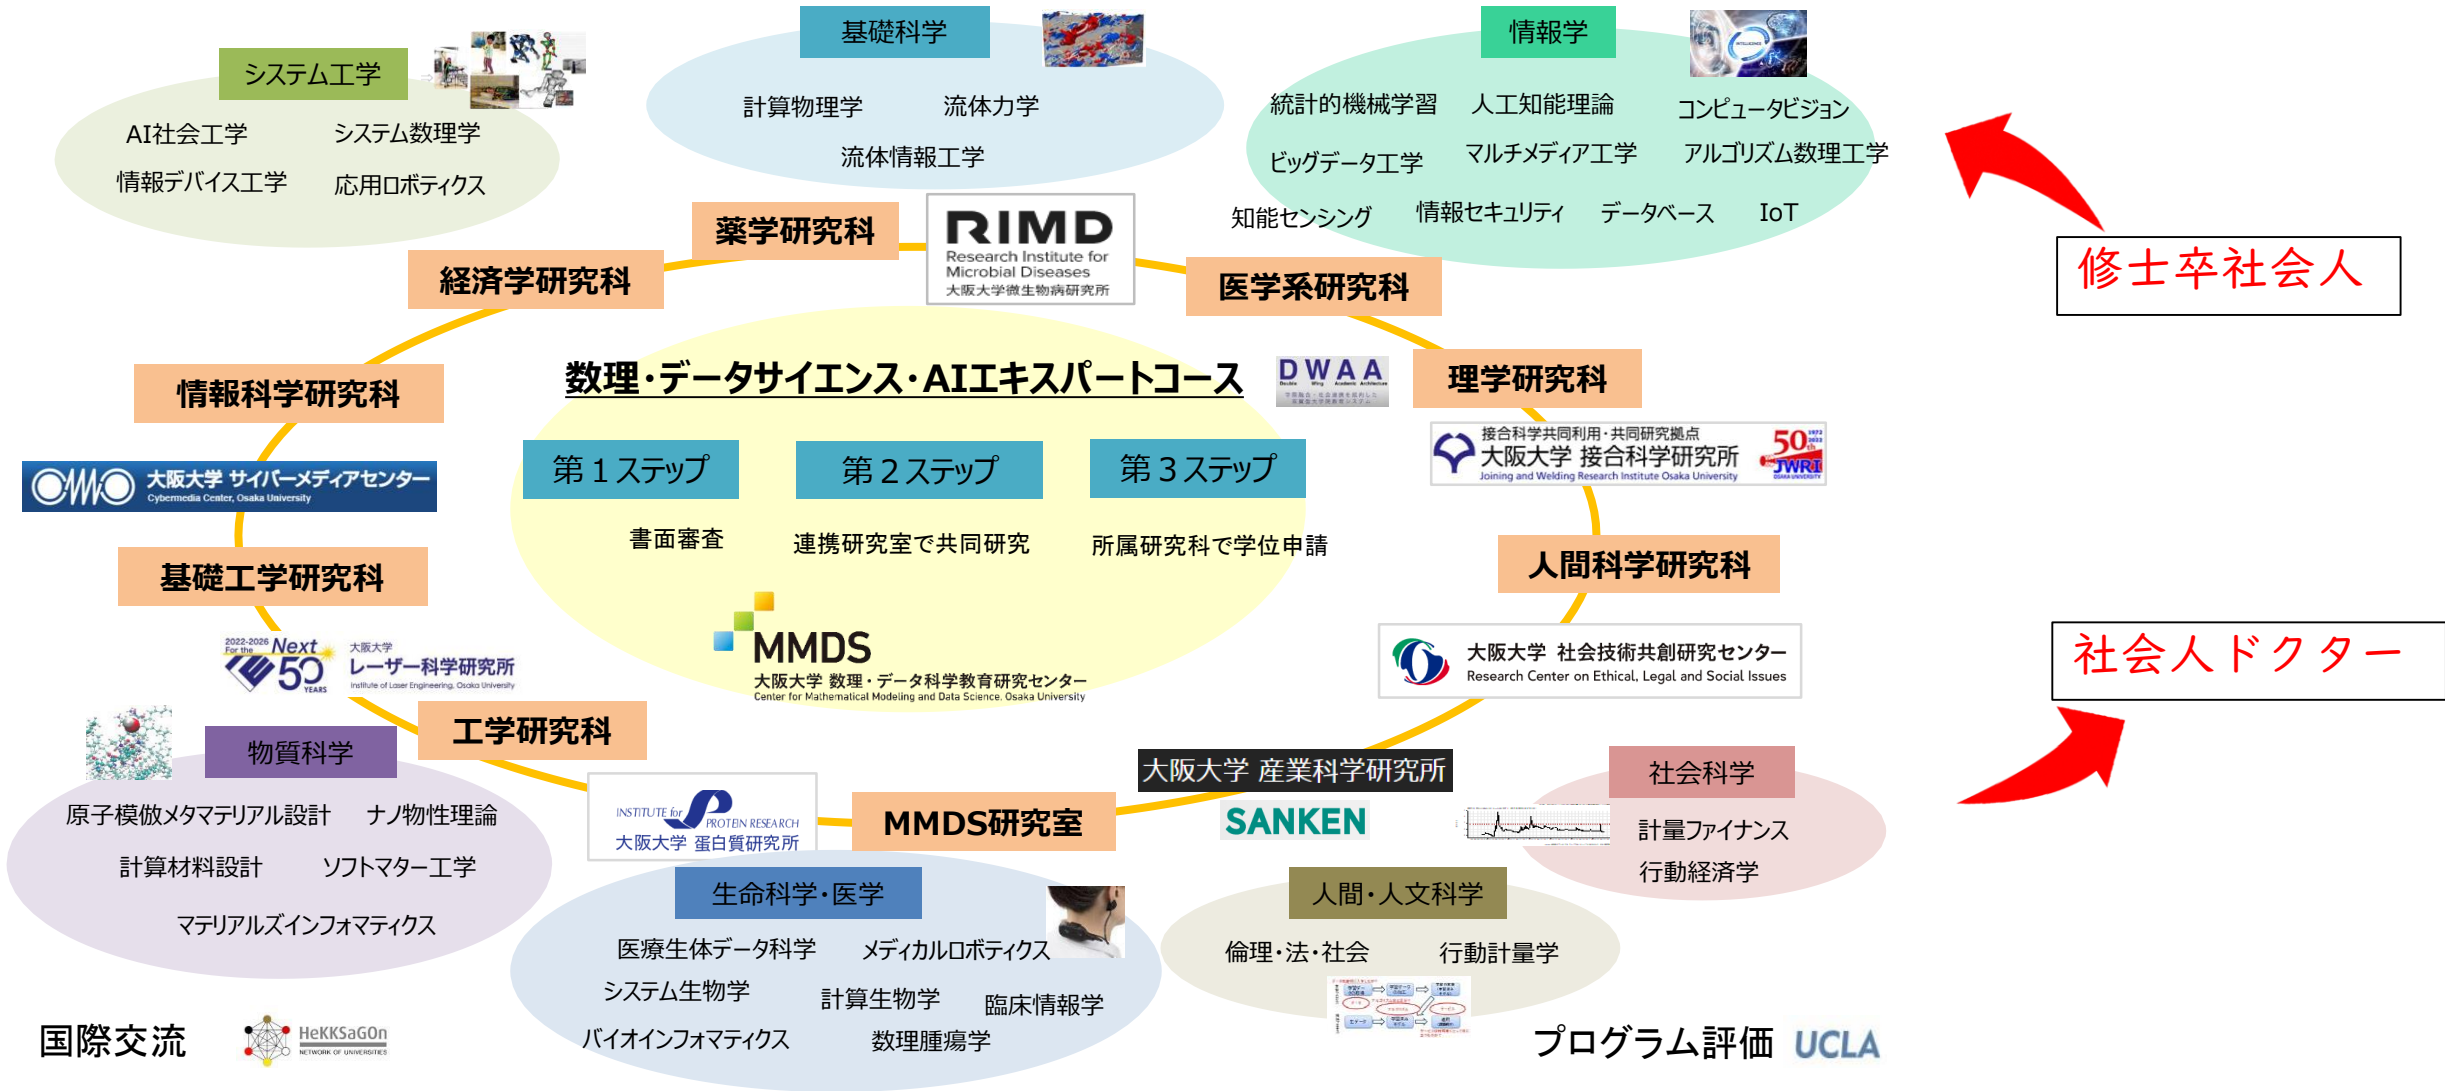 システム工学
AI社会工学
システム数理学
情報デバイス工学
応用ロボティクス
基礎科学
計算物理学
流体力学
流体情報工学
情報学
統計的機械学習
人工知能理論
コンピュータビジョン
ビッグデータ工学
マルチメディア工学
アルゴリズム数理工学
知能センシング
情報セキュリティ
データベース
IoT
修士卒社会人
薬学研究科
RIMD
Research Institute for
Microbial Diseases
大阪大学微生物病研究所
経済学研究科
医学系研究科
数理・データサイエンス・AIエキスパートコース
DWAA
Double Wing Academic Architecture
理学研究科
情報科学研究科
接合科学共同利用・共同研究拠点
大阪大学 接合科学研究所
Joining and Welding Research Institute Osaka University
50th
JWRI
大阪大学 サイバーメディアセンター
Cybermedia Center, Osaka University
第1ステップ
第2ステップ
第3ステップ
書面審査
連携研究室で共同研究
所属研究科で学位申請
基礎工学研究科
人間科学研究科
MMDS
大阪大学 数理・データ科学教育研究センター
Center for Mathematical Modeling and Data Science, Osaka University
2022-2026
For the Next
50
YEARS
大阪大学
レーザー科学研究所
Institute of Laser Engineering, Osaka University
大阪大学 社会技術共創研究センター
Research Center on Ethical, Legal and Social Issues
社会人ドクター
工学研究科
物質科学
原子模倣メタマテリアル設計
ナノ物性理論
計算材料設計
ソフトマター工学
マテリアルズインフォマティクス
INSTITUTE for
PROTEIN RESEARCH
大阪大学 蛋白質研究所
MMDS研究室
大阪大学 産業科学研究所
SANKEN
社会科学
計量ファイナンス
行動経済学
生命科学・医学
医療生体データ科学
メディカルロボティクス
システム生物学
計算生物学
臨床情報学
バイオインフォマティクス
数理腫瘍学
人間・人文科学
倫理・法・社会
行動計量学
国際交流
HeKKSaGOn
NETWORK OF UNIVERSITIES
プログラム評価
UCLA